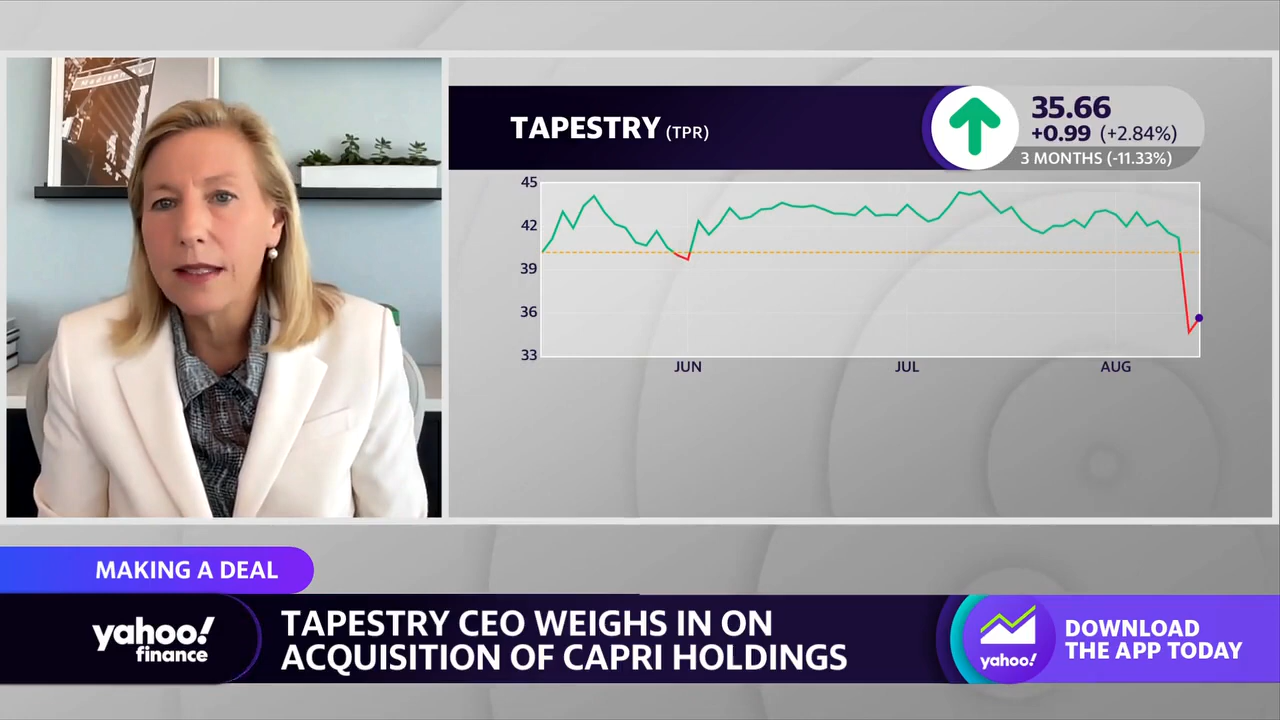 Madison
TAPESTRY (TPR)
35.66
+0.99 (+2.84%)
3 MONTHS (-11.33%)
45
42
39
36
33
JUN
JUL
AUG
MAKING A DEAL
yahoo!
finance
TAPESTRY CEO WEIGHS IN ON
ACQUISITION OF CAPRI HOLDINGS
yahoo!
DOWNLOAD
THE APP TODAY